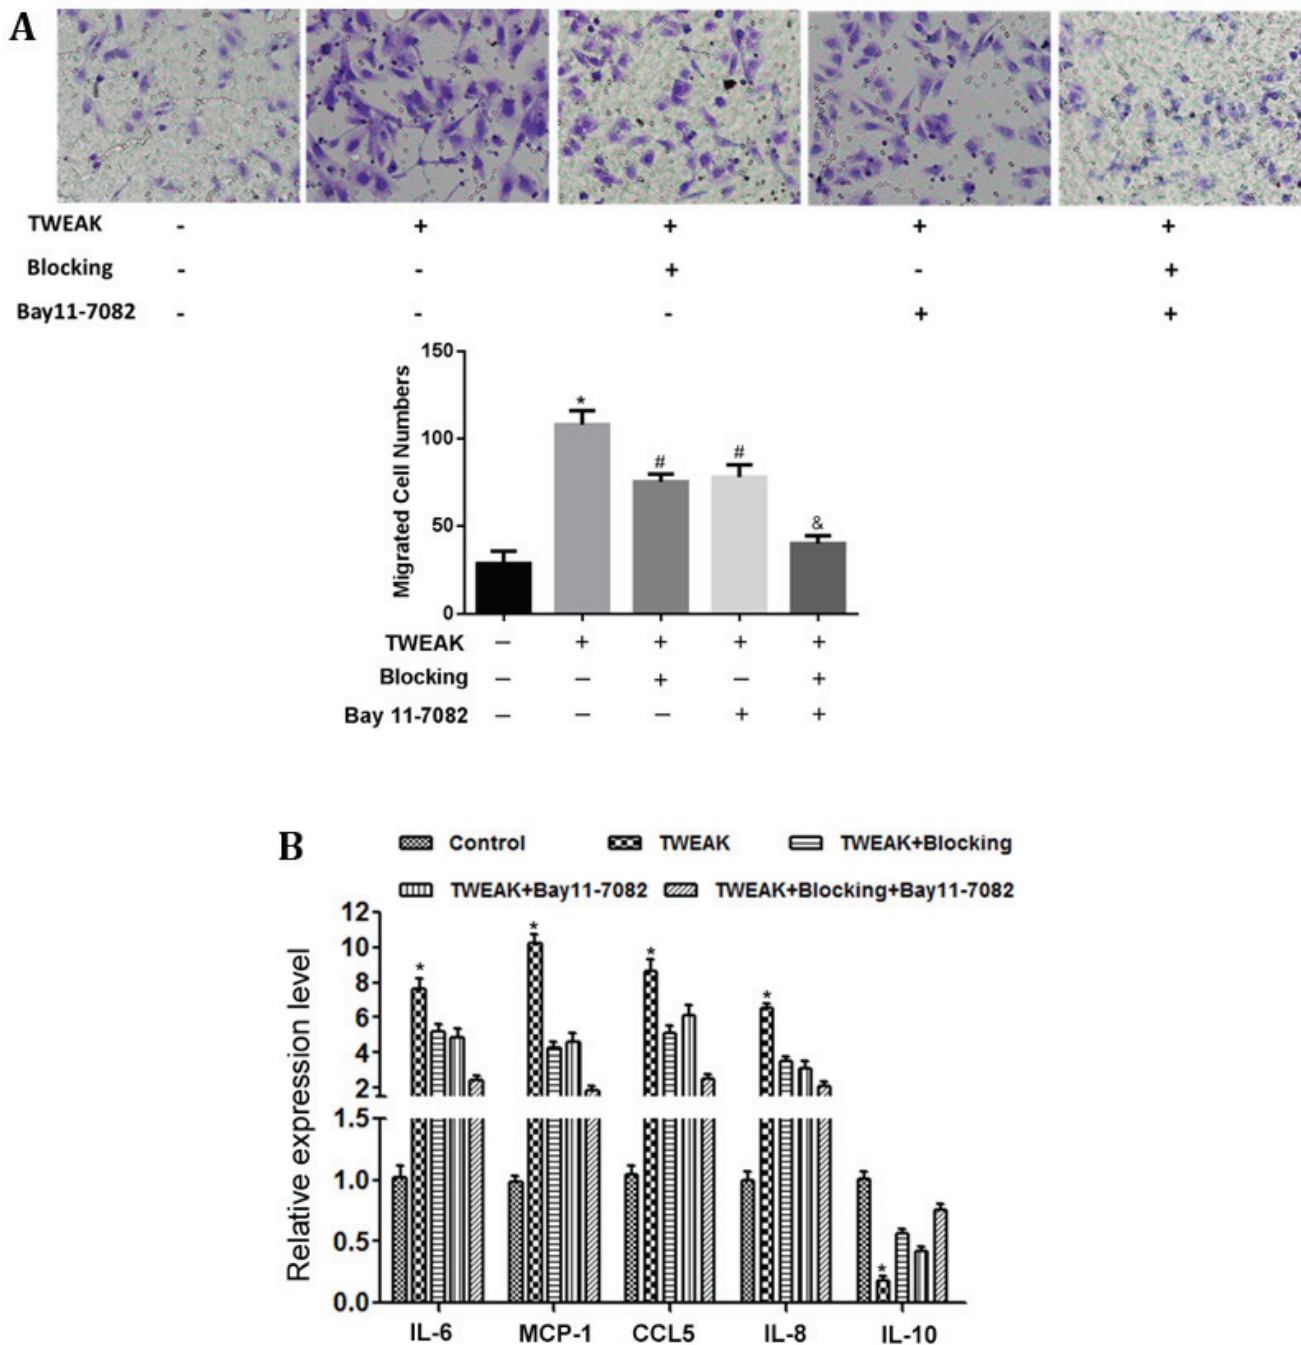 A
TWEAK - + + + +
Blocking - - + - +
Bay11-7082 - - - + +
Migrated Cell Numbers
150
100
50
0
*
#
#
&
TWEAK — + + + +
Blocking — — + — +
Bay 11-7082 — — — + +
B
Control TWEAK TWEAK+Blocking
TWEAK+Bay11-7082 TWEAK+Blocking+Bay11-7082
Relative expression level
12
10
8
6
4
2
1.5
1.0
0.5
0.0
* * * * *
IL-6 MCP-1 CCL5 IL-8 IL-10